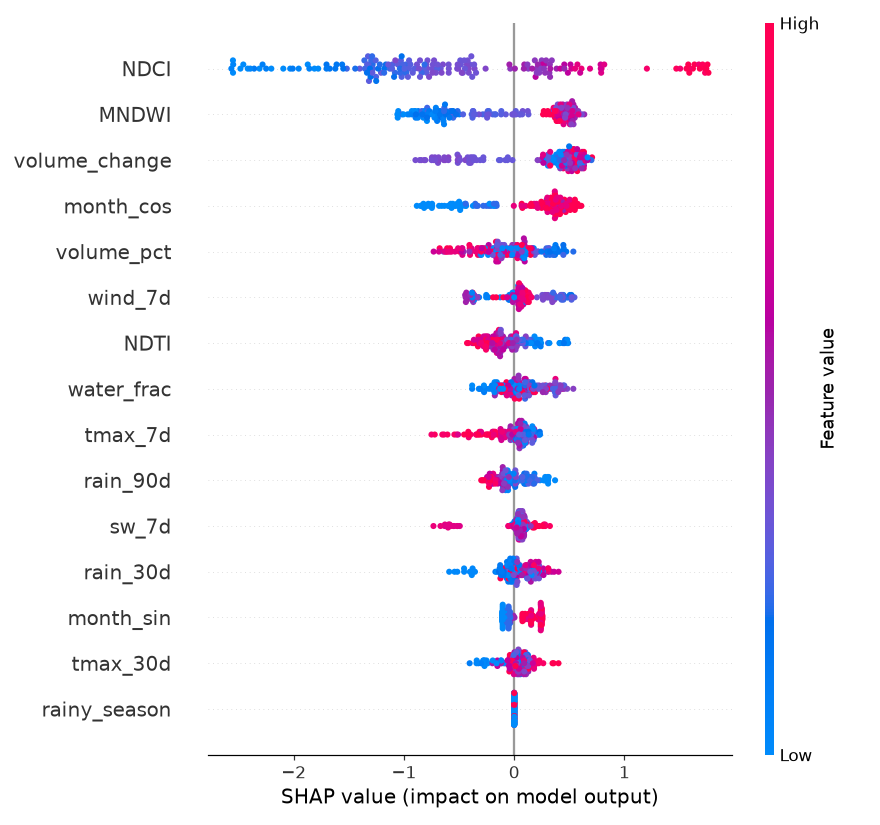 High
NDCI
MNDWI
volume_change
month_cos
volume_pct
wind_7d
NDTI
water_frac
tmax_7d
rain_90d
sw_7d
rain_30d
month_sin
tmax_30d
rainy_season
Feature value
Low
−2 −1 0 1
SHAP value (impact on model output)